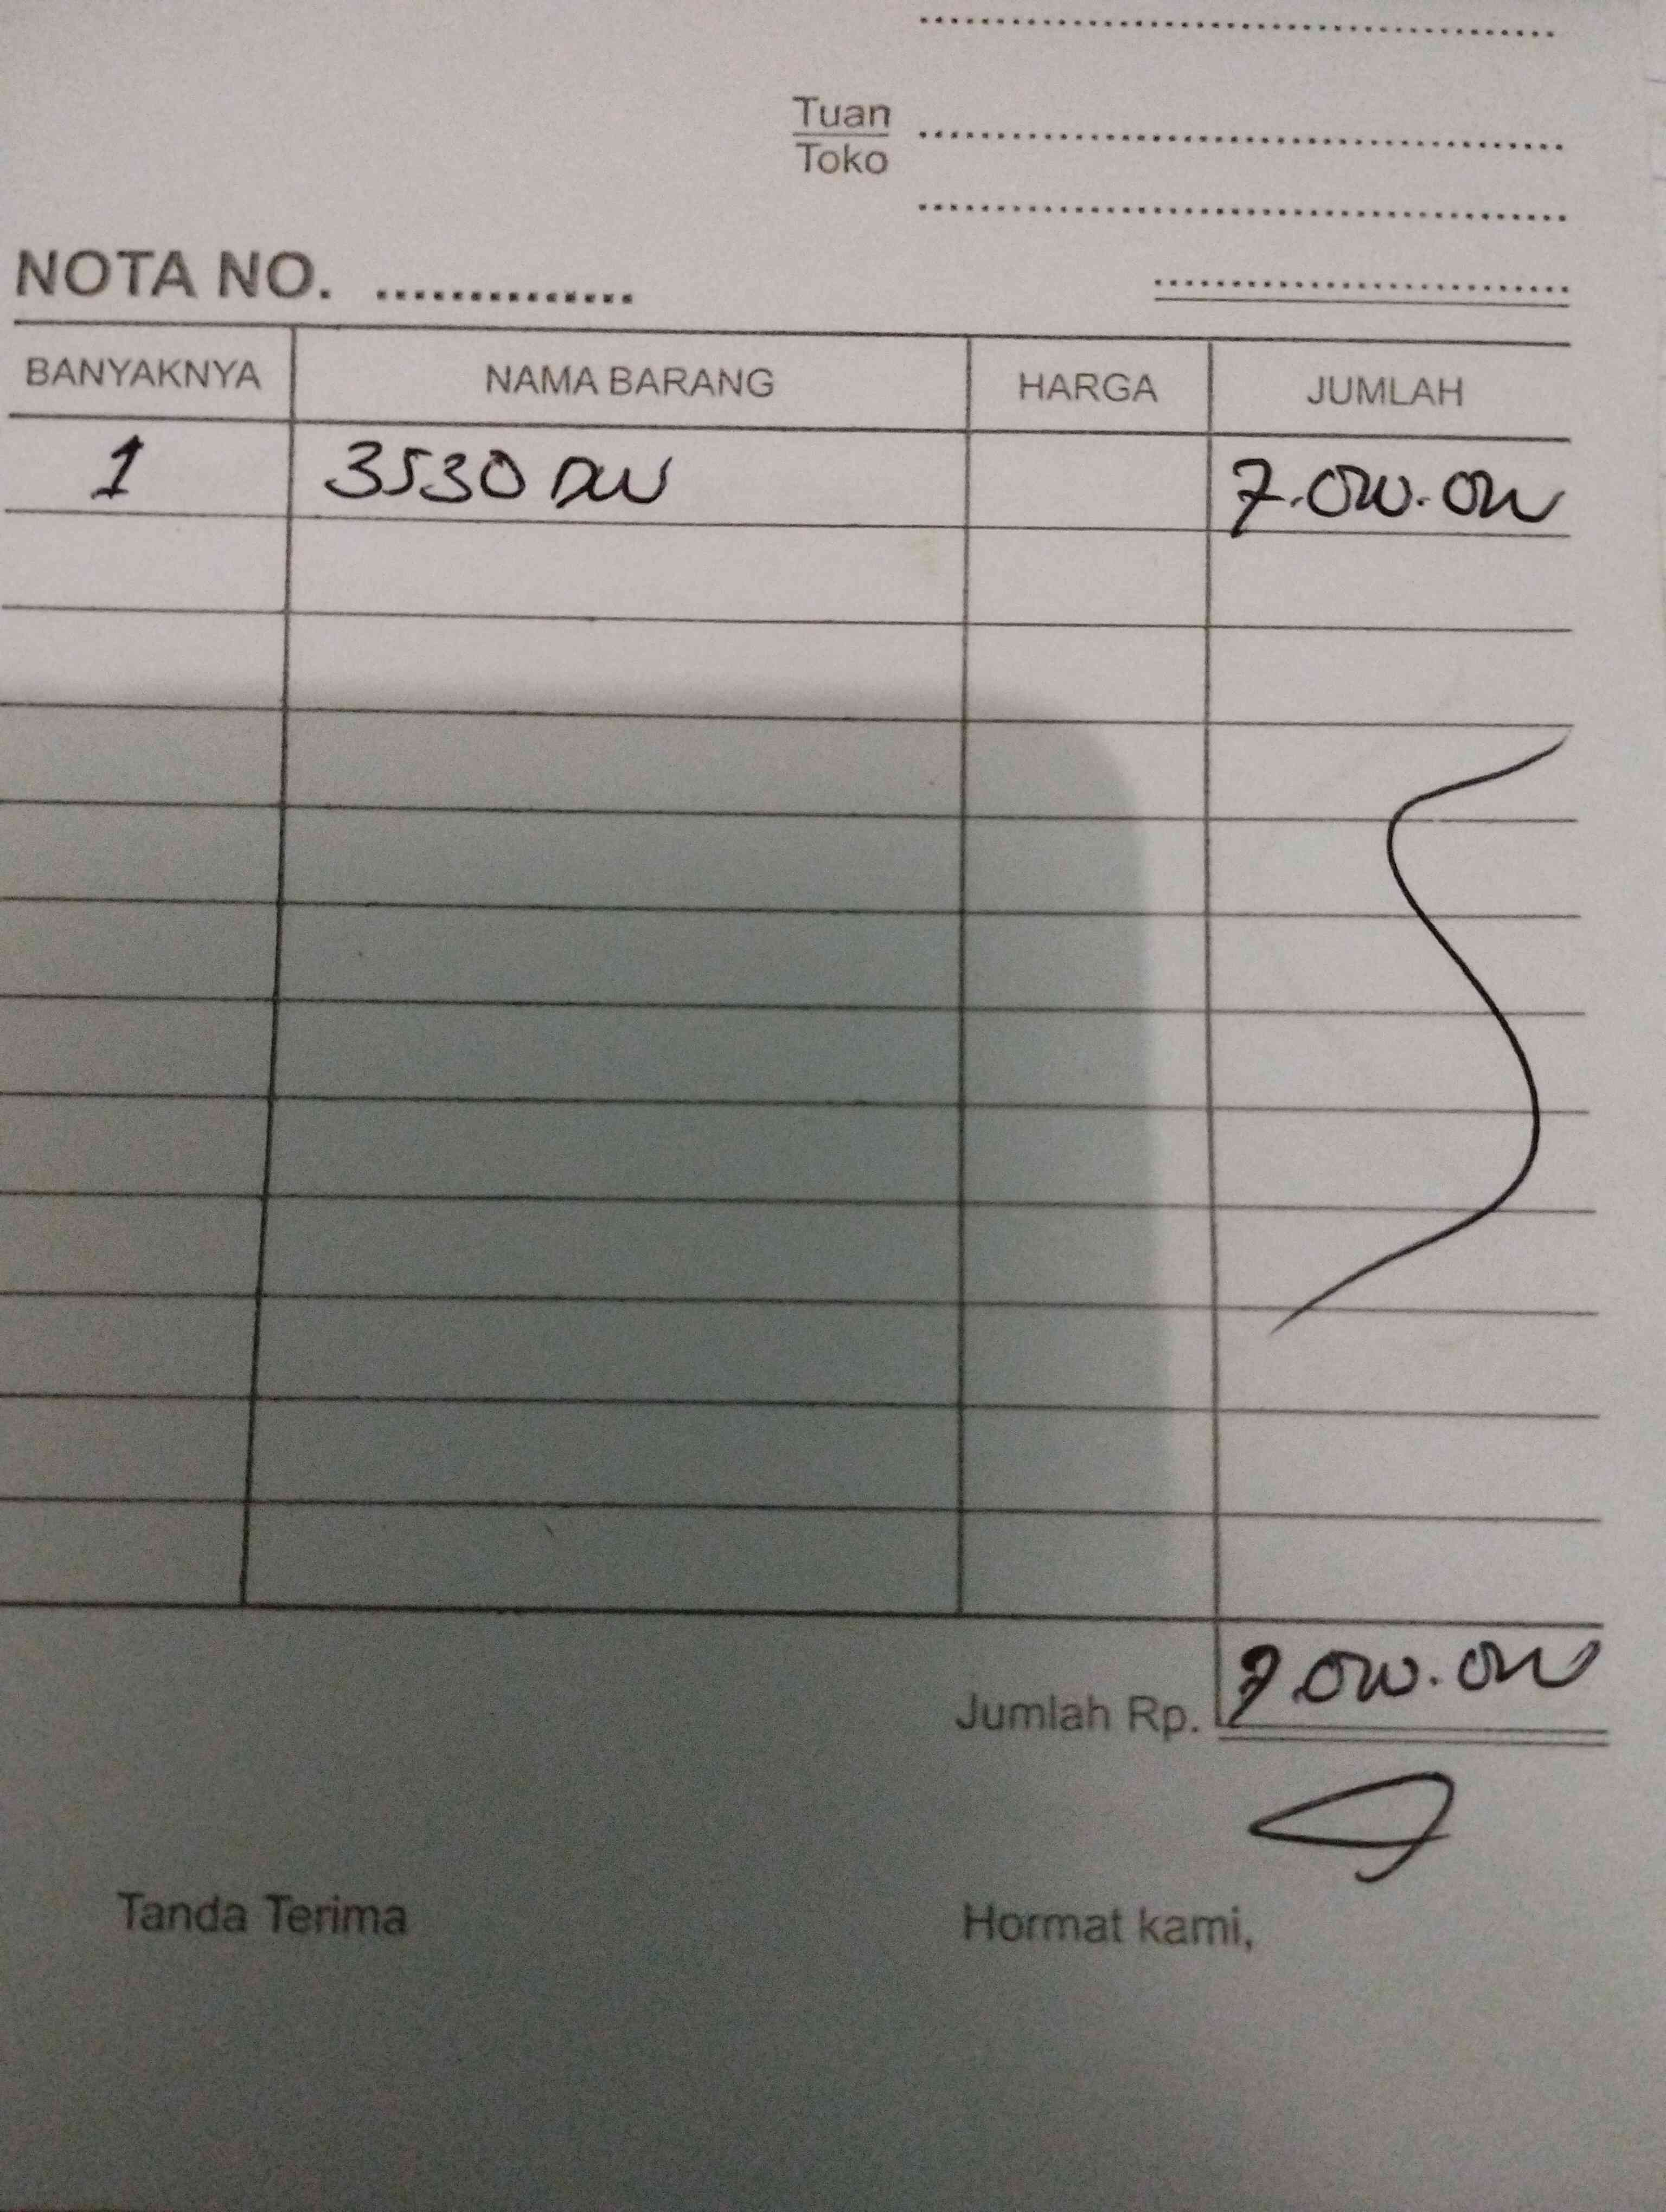 Tuan
Toko
NOTA NO. ..............
BANYAKNYA NAMA BARANG HARGA JUMLAH
1 3530 DW 7.000.000
Jumlah Rp. 7.000.000
Tanda Terima Hormat kami,